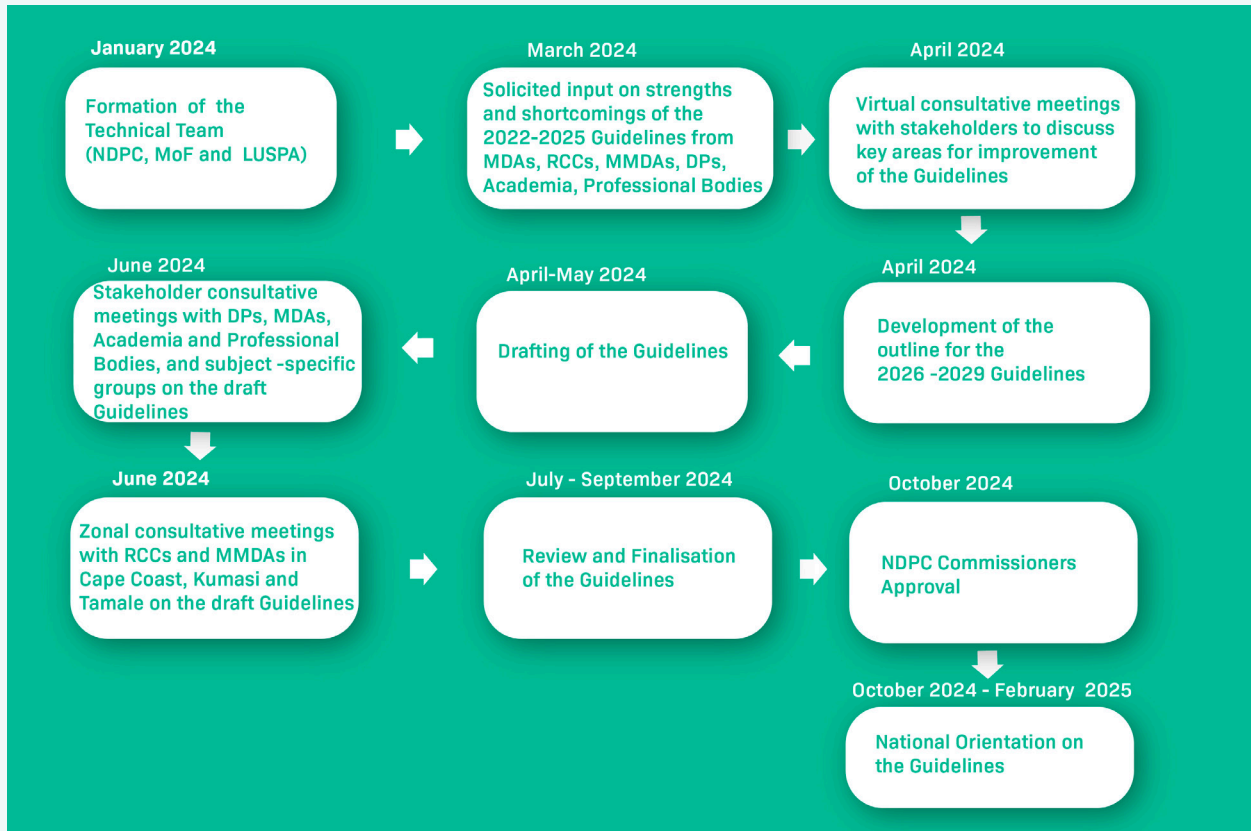 January 2024
Formation of the
Technical Team
(NDPC, MoF and LUSPA)
March 2024
Solicited input on strengths
and shortcomings of the
2022-2025 Guidelines from
MDAs, RCCs, MMDAs, DPs,
Academia, Professional Bodies
April 2024
Virtual consultative meetings
with stakeholders to discuss
key areas for improvement
of the Guidelines
April 2024
Development of the
outline for the
2026 -2029 Guidelines
April-May 2024
Drafting of the Guidelines
June 2024
Stakeholder consultative
meetings with DPs, MDAs,
Academia and Professional
Bodies, and subject -specific
groups on the draft
Guidelines
June 2024
Zonal consultative meetings
with RCCs and MMDAs in
Cape Coast, Kumasi and
Tamale on the draft Guidelines
July - September 2024
Review and Finalisation
of the Guidelines
October 2024
NDPC Commissioners
Approval
October 2024 - February 2025
National Orientation on
the Guidelines